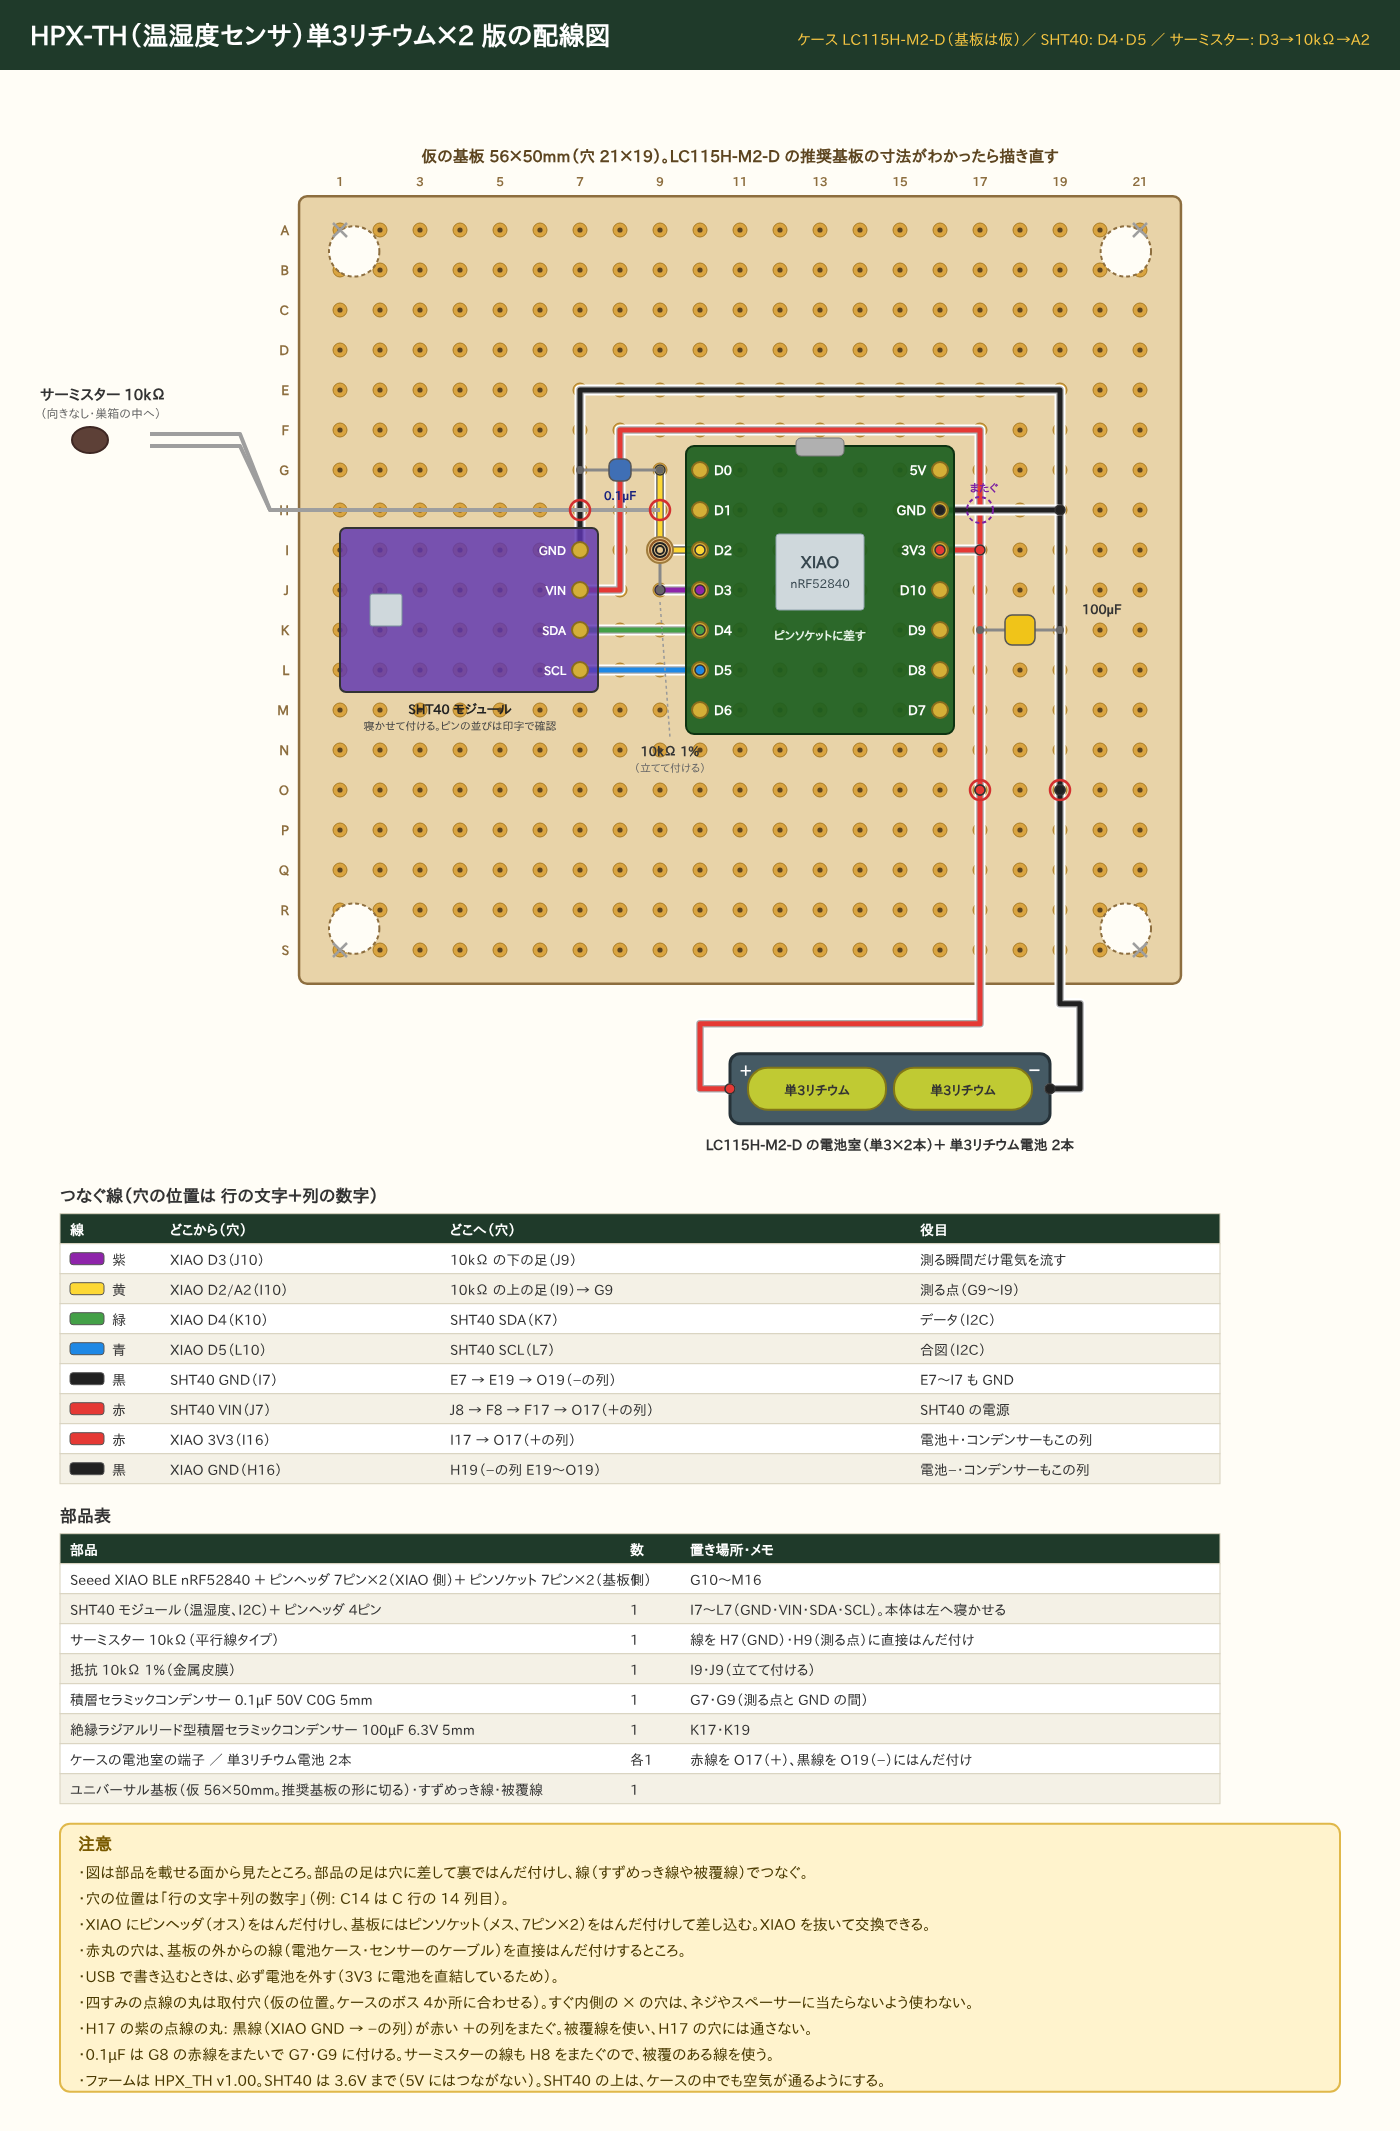 HPX-TH（温湿度センサ）単3リチウム×2 版の配線図
ケース LC115H-M2-D（基板は仮）／ SHT40: D4･D5 ／ サーミスター: D3→10kΩ→A2
仮の基板 56×50mm（穴 21×19）。LC115H-M2-D の推奨基板の寸法がわかったら描き直す
1 3 5 7 9 11 13 15 17 19 21
A
B
C
D
E
サーミスター 10kΩ
（向きなし･巣箱の中へ）
F
G
D0
5V
0.1µF
またぐ
H
D1
GND
I
GND
D2
3V3
XIAO
nRF52840
J
VIN
D3
D10
100µF
K
SDA
D4
ピンソケットに差す
D9
L
SCL
D5
D8
M
SHT40 モジュール
D6
D7
寝かせて付ける。ピンの並びは印字で確認
N
10kΩ 1%
（立てて付ける）
O
P
Q
R
S
+ −
単3リチウム 単3リチウム
LC115H-M2-D の電池室（単3×2本）＋ 単3リチウム電池 2本
つなぐ線（穴の位置は 行の文字＋列の数字）
線 どこから（穴） どこへ（穴） 役目
紫 XIAO D3（J10） 10kΩ の下の足（J9） 測る瞬間だけ電気を流す
黄 XIAO D2/A2（I10） 10kΩ の上の足（I9）→ G9 測る点（G9〜I9）
緑 XIAO D4（K10） SHT40 SDA（K7） データ（I2C）
青 XIAO D5（L10） SHT40 SCL（L7） 合図（I2C）
黒 SHT40 GND（I7） E7 → E19 → O19（−の列） E7〜I7 も GND
赤 SHT40 VIN（J7） J8 → F8 → F17 → O17（＋の列） SHT40 の電源
赤 XIAO 3V3（I16） I17 → O17（＋の列） 電池＋･コンデンサーもこの列
黒 XIAO GND（H16） H19（−の列 E19〜O19） 電池−･コンデンサーもこの列
部品表
部品 数 置き場所･メモ
Seeed XIAO BLE nRF52840 ＋ ピンヘッダ 7ピン×2（XIAO 側）＋ ピンソケット 7ピン×2（基板側） G10〜M16
SHT40 モジュール（温湿度、I2C）＋ ピンヘッダ 4ピン 1 I7〜L7（GND･VIN･SDA･SCL）。本体は左へ寝かせる
サーミスター 10kΩ（平行線タイプ） 1 線を H7（GND）･H9（測る点）に直接はんだ付け
抵抗 10kΩ 1%（金属皮膜） 1 I9･J9（立てて付ける）
積層セラミックコンデンサー 0.1µF 50V C0G 5mm 1 G7･G9（測る点と GND の間）
絶縁ラジアルリード型積層セラミックコンデンサー 100µF 6.3V 5mm 1 K17･K19
ケースの電池室の端子 ／ 単3リチウム電池 2本 各1 赤線を O17（＋）、黒線を O19（−）にはんだ付け
ユニバーサル基板（仮 56×50mm。推奨基板の形に切る）･すずめっき線･被覆線 1
注意
･図は部品を載せる面から見たところ。部品の足は穴に差して裏ではんだ付けし、線（すずめっき線や被覆線）でつなぐ。
･穴の位置は「行の文字＋列の数字」（例: C14 は C 行の 14 列目）。
･XIAO にピンヘッダ（オス）をはんだ付けし、基板にはピンソケット（メス、7ピン×2）をはんだ付けして差し込む。XIAO を抜いて交換できる。
･赤丸の穴は、基板の外からの線（電池ケース･センサーのケーブル）を直接はんだ付けするところ。
･USB で書き込むときは、必ず電池を外す（3V3 に電池を直結しているため）。
･四すみの点線の丸は取付穴（仮の位置。ケースのボス 4か所に合わせる）。すぐ内側の × の穴は、ネジやスペーサーに当たらないよう使わない。
･H17 の紫の点線の丸: 黒線（XIAO GND → −の列）が赤い ＋の列をまたぐ。被覆線を使い、H17 の穴には通さない。
･0.1µF は G8 の赤線をまたいで G7･G9 に付ける。サーミスターの線も H8 をまたぐので、被覆のある線を使う。
･ファームは HPX_TH v1.00。SHT40 は 3.6V まで（5V にはつながない）。SHT40 の上は、ケースの中でも空気が通るようにする。